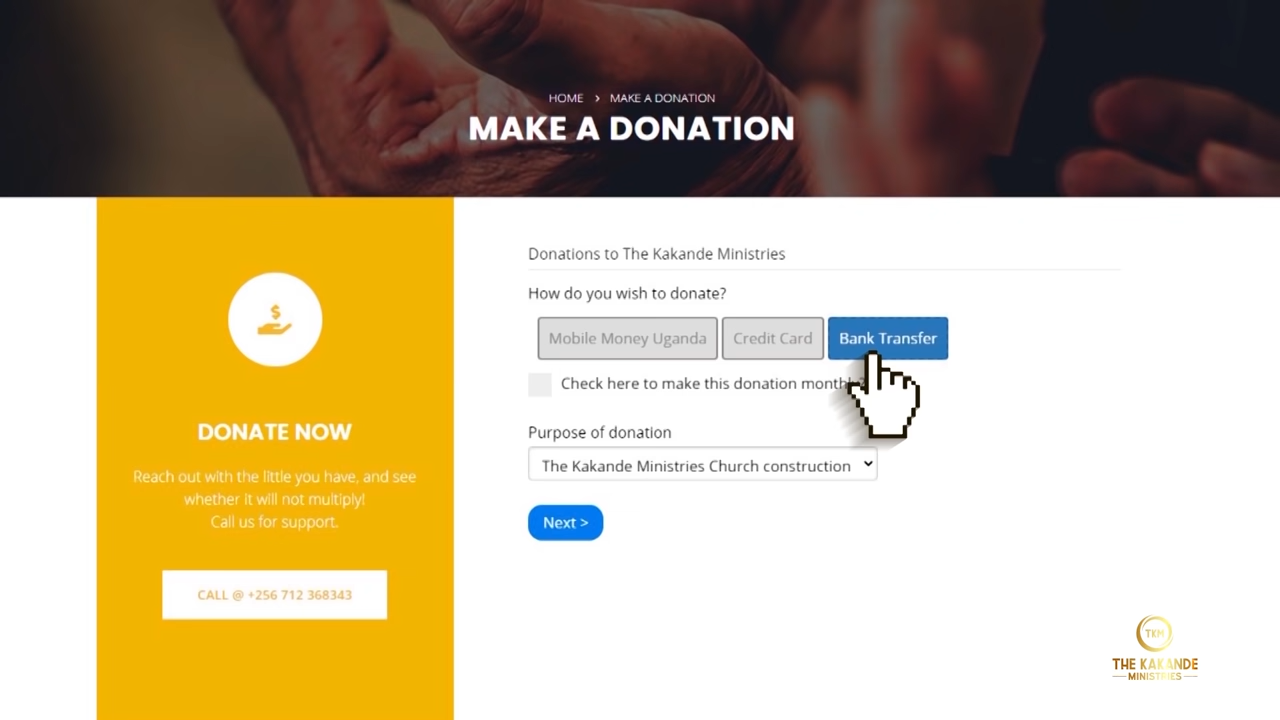 HOME > MAKE A DONATION
MAKE A DONATION
DONATE NOW
Reach out with the little you have, and see
whether it will not multiply!
Call us for support.
CALL @ +256 712 368343
Donations to The Kakande Ministries
How do you wish to donate?
Mobile Money Uganda Credit Card Bank Transfer
Check here to make this donation
Purpose of donation
The Kakande Ministries Church construction
Next >
TKM
THE KAKANDE
MINISTRIES